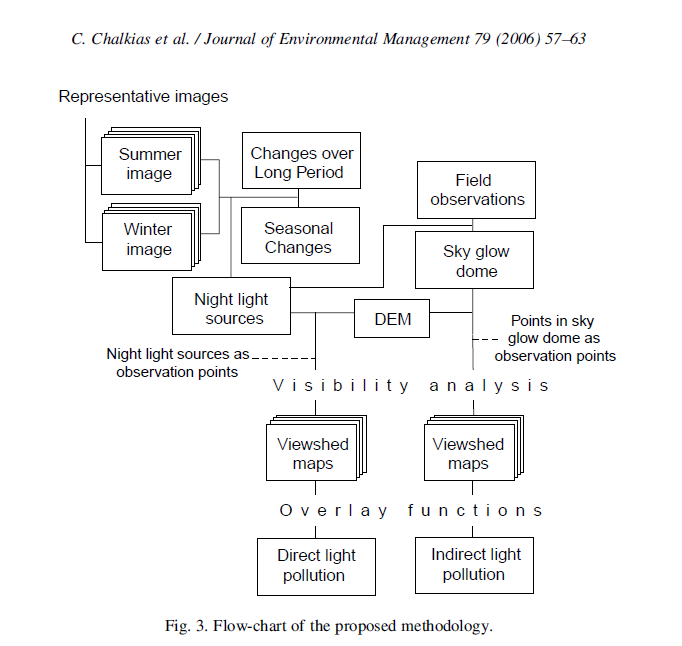 C. Chalkias et al. / Journal of Environmental Management 79 (2006) 57–63
Representative images
Summer
image
Changes over
Long Period
Field
observations
Winter
image
Seasonal
Changes
Sky glow
dome
Night light
sources
DEM
Points in sky
glow dome as
observation points
Night light sources as
observation points
Visibility analysis
Viewshed
maps
Viewshed
maps
Overlay functions
Direct light
pollution
Indirect light
pollution
Fig. 3. Flow-chart of the proposed methodology.